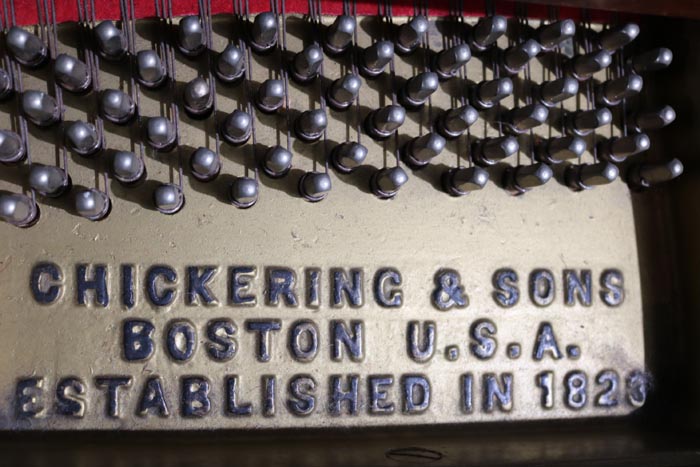 CHICKERING & SONS
BOSTON U.S.A.
ESTABLISHED IN 1823